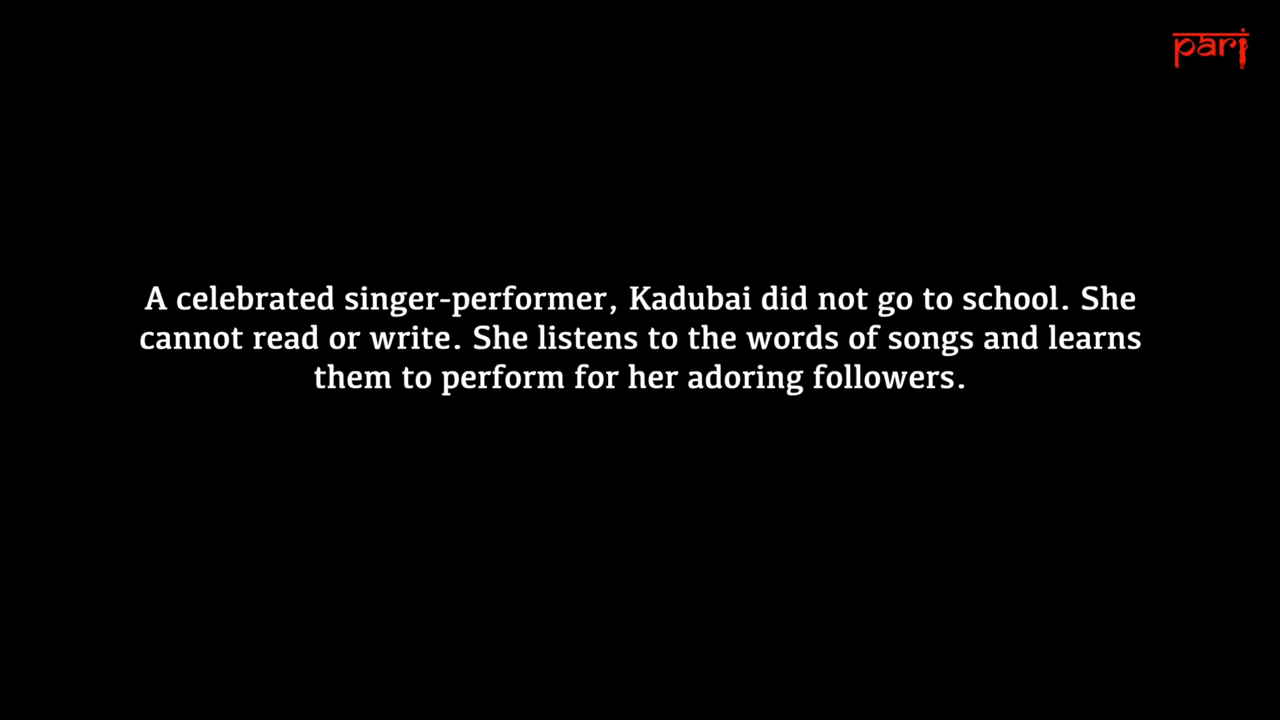 pari
A celebrated singer-performer, Kadubai did not go to school. She
cannot read or write. She listens to the words of songs and learns
them to perform for her adoring followers.